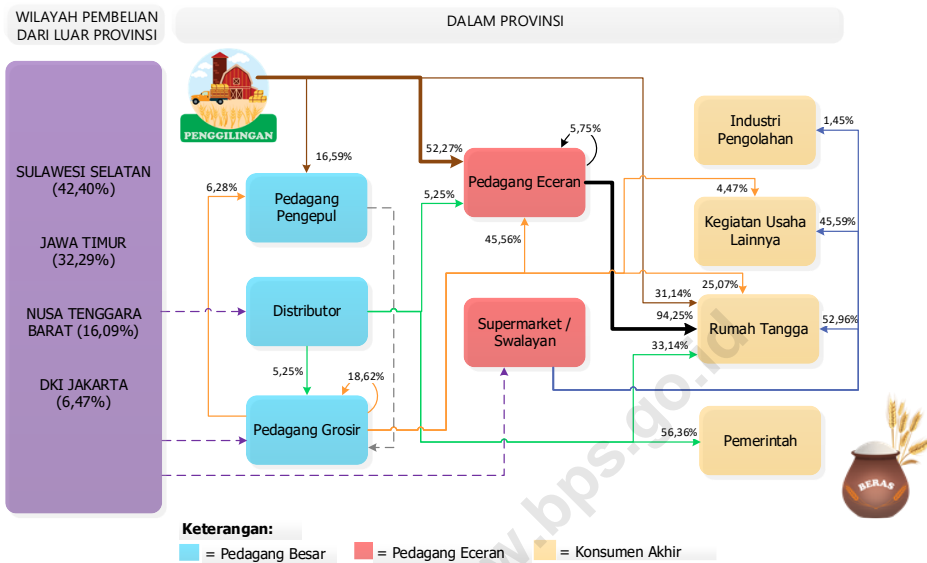 WILAYAH PEMBELIAN
DARI LUAR PROVINSI
DALAM PROVINSI
SULAWESI SELATAN
(42,40%)
JAWA TIMUR
(32,29%)
NUSA TENGGARA
BARAT (16,09%)
DKI JAKARTA
(6,47%)
PENGGILINGAN
16,59%
52,27%
5,75%
1,45%
Industri
Pengolahan
6,28%
Pedagang
Pengepul
5,25%
Pedagang Eceran
4,47%
Kegiatan Usaha
Lainnya
45,59%
45,56%
25,07%
31,14%
Distributor
Supermarket /
Swalayan
94,25%
Rumah Tangga
52,96%
33,14%
5,25%
18,62%
Pedagang Grosir
56,36%
Pemerintah
BERAS
w.bps.go.id
Keterangan:
= Pedagang Besar
= Pedagang Eceran
= Konsumen Akhir